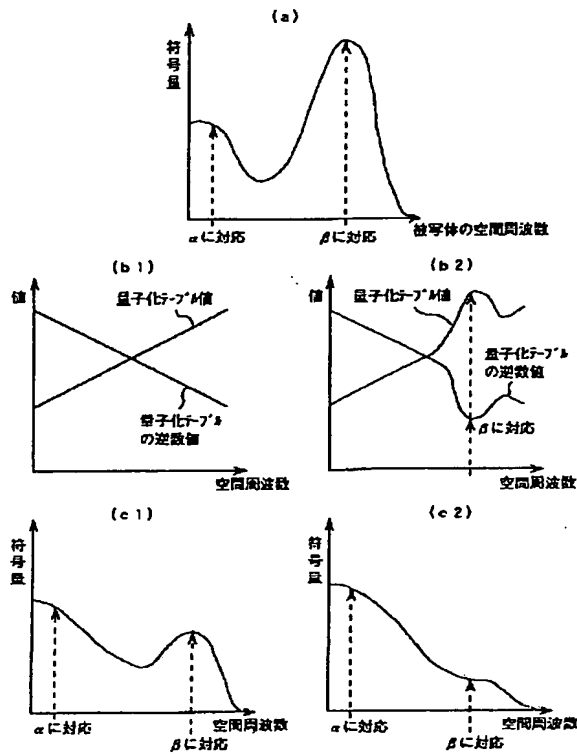 (a)
符号量
αに対応
βに対応
被写体の空間周波数
(b1)
値
量子化テーブル値
量子化テーブル
の逆数値
空間周波数
(b2)
値
量子化テーブル値
量子化テーブル
の逆数値
βに対応
空間周波数
(c1)
符号量
αに対応
βに対応
空間周波数
(c2)
符号量
αに対応
βに対応
空間周波数